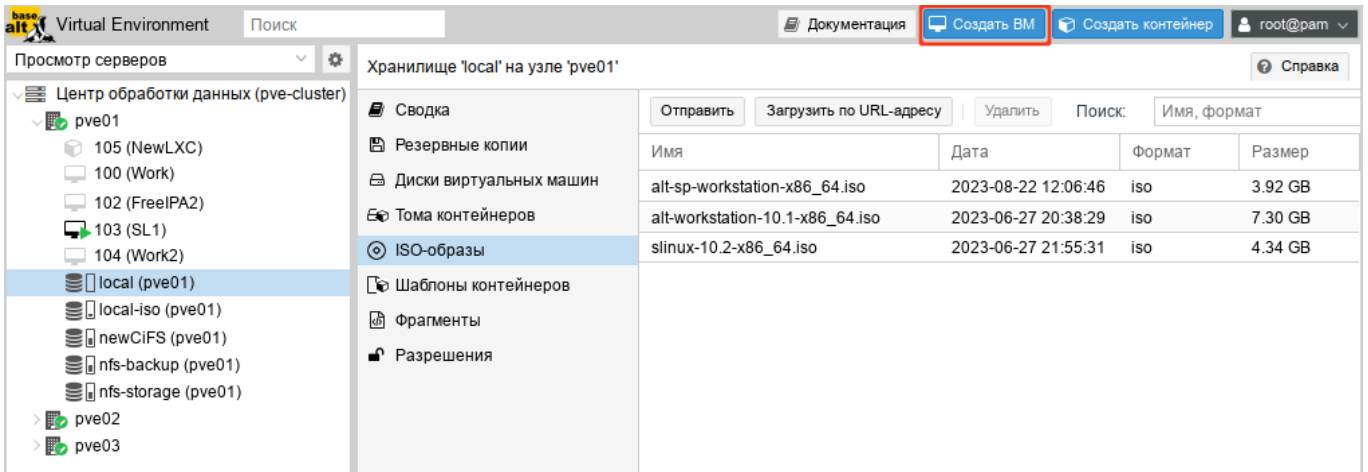 base alt Virtual Environment Поиск Документация Создать ВМ Создать контейнер root@pam
Просмотр серверов
Хранилище 'local' на узле 'pve01' Справка
Центр обработки данных (pve-cluster)
pve01
105 (NewLXC)
100 (Work)
102 (FreeIPA2)
103 (SL1)
104 (Work2)
local (pve01)
local-iso (pve01)
newCiFS (pve01)
nfs-backup (pve01)
nfs-storage (pve01)
pve02
pve03
Сводка
Резервные копии
Диски виртуальных машин
Тома контейнеров
ISO-образы
Шаблоны контейнеров
Фрагменты
Разрешения
Отправить Загрузить по URL-адресу Удалить Поиск: Имя, формат
Имя Дата Формат Размер
alt-sp-workstation-x86_64.iso 2023-08-22 12:06:46 iso 3.92 GB
alt-workstation-10.1-x86_64.iso 2023-06-27 20:38:29 iso 7.30 GB
slinux-10.2-x86_64.iso 2023-06-27 21:55:31 iso 4.34 GB